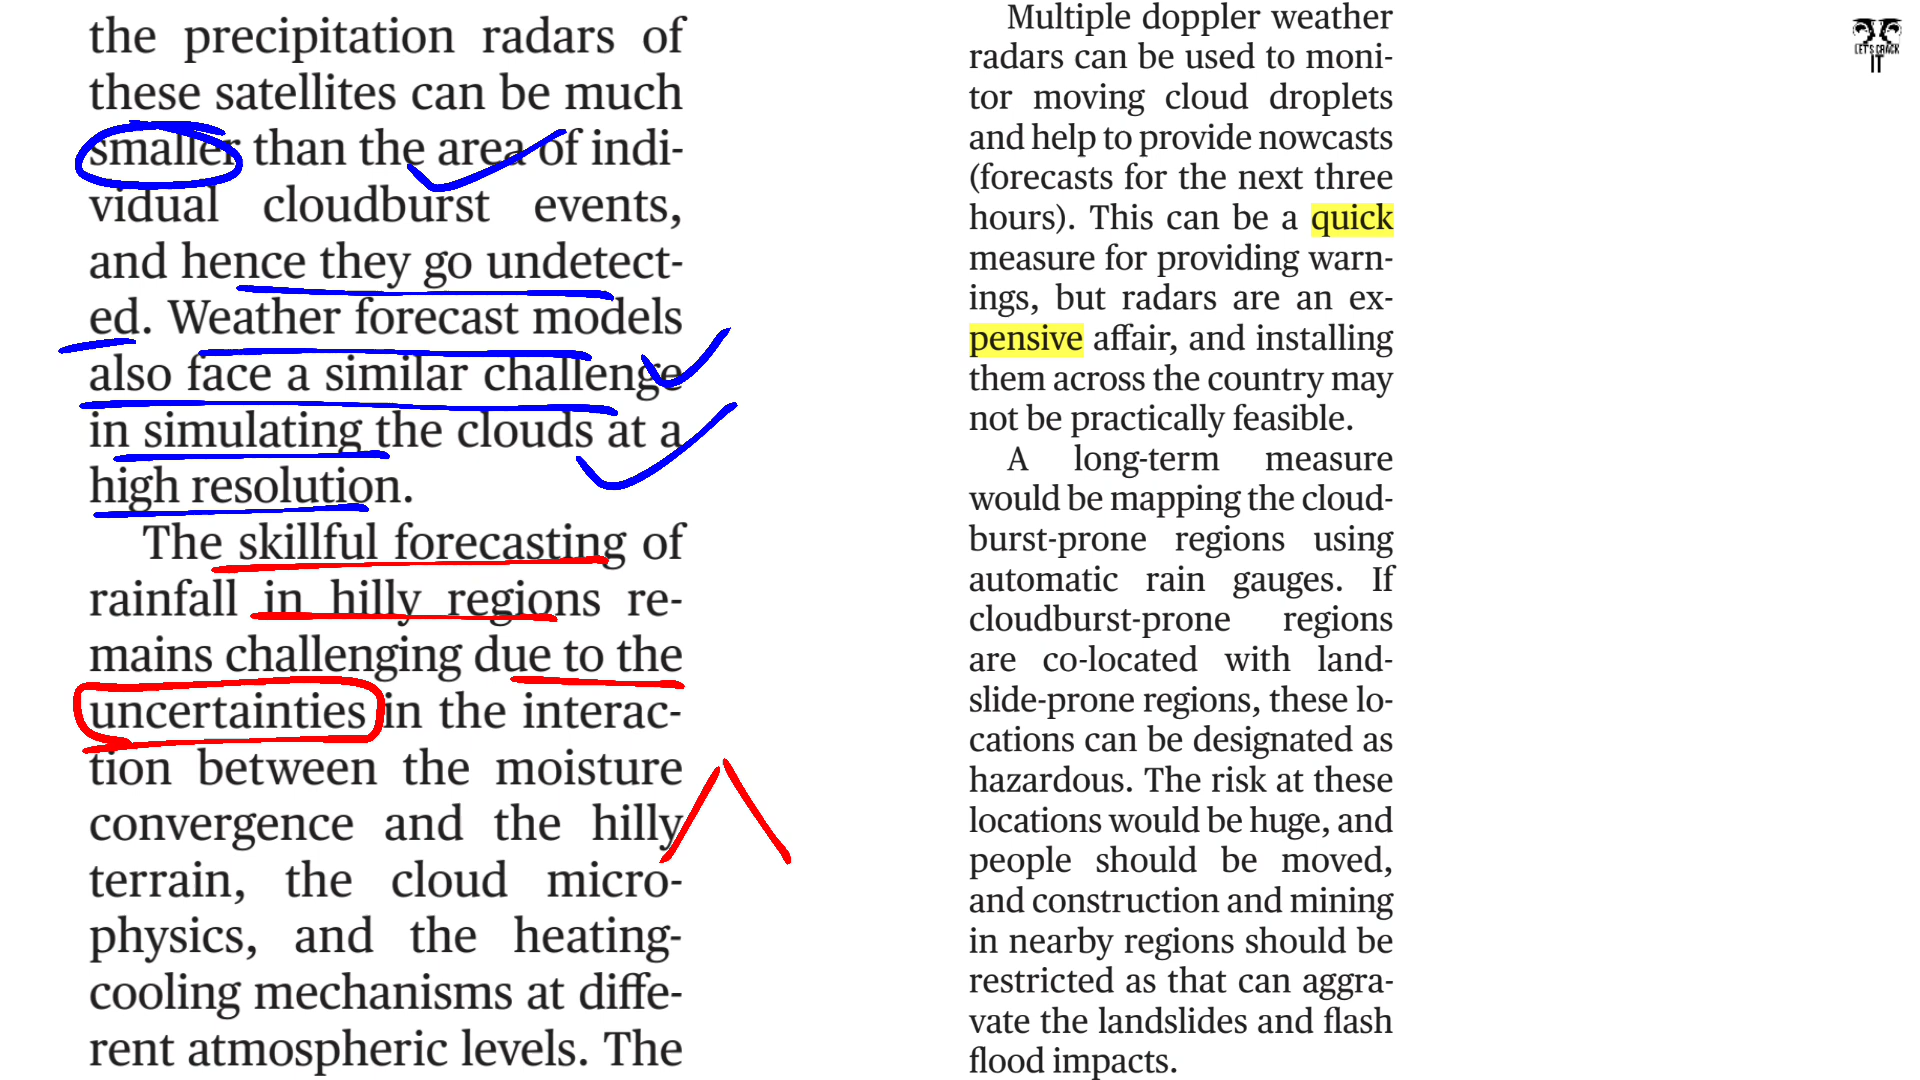 the precipitation radars of
these satellites can be much
smaller than the area of indi-
vidual cloudburst events,
and hence they go undetect-
ed. Weather forecast models
also face a similar challenge
in simulating the clouds at a
high resolution.
The skillful forecasting of
rainfall in hilly regions re-
mains challenging due to the
uncertainties in the interac-
tion between the moisture
convergence and the hilly
terrain, the cloud micro-
physics, and the heating-
cooling mechanisms at diffe-
rent atmospheric levels. The
Multiple doppler weather
radars can be used to moni-
tor moving cloud droplets
and help to provide nowcasts
(forecasts for the next three
hours). This can be a quick
measure for providing warn-
ings, but radars are an ex-
pensive affair, and installing
them across the country may
not be practically feasible.
A long-term measure
would be mapping the cloud-
burst-prone regions using
automatic rain gauges. If
cloudburst-prone regions
are co-located with land-
slide-prone regions, these lo-
cations can be designated as
hazardous. The risk at these
locations would be huge, and
people should be moved,
and construction and mining
in nearby regions should be
restricted as that can aggra-
vate the landslides and flash
flood impacts.
LET'S CRACK
IT